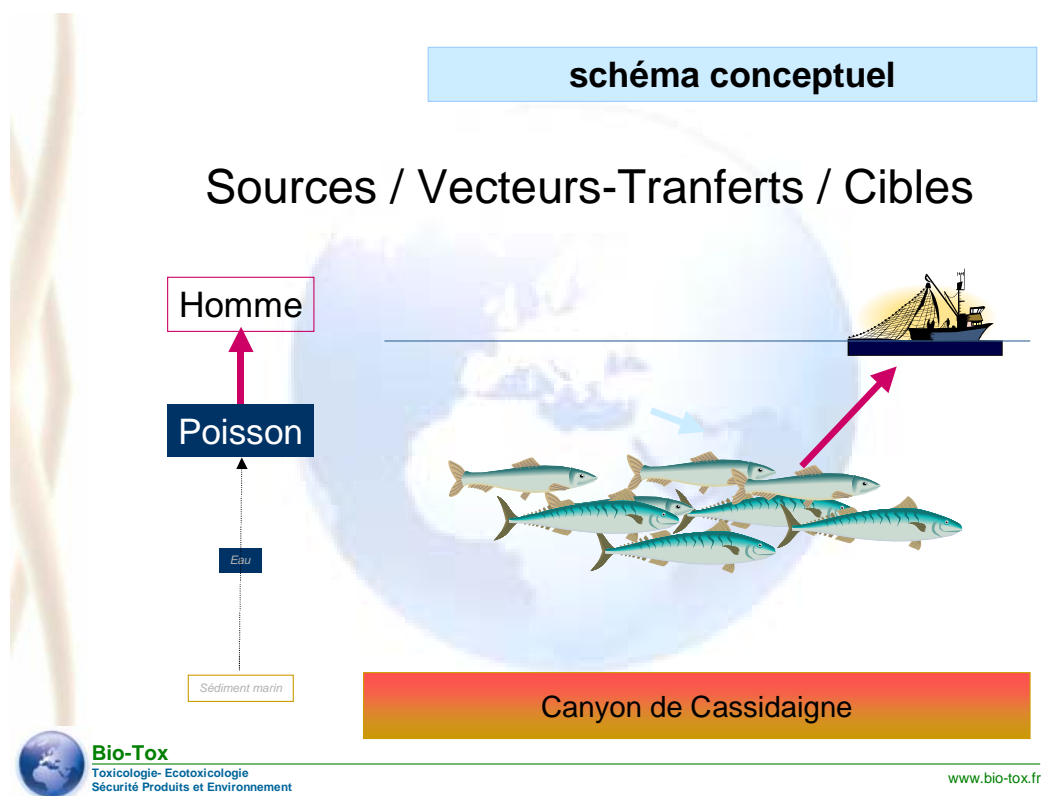 schéma conceptuel
Sources / Vecteurs-Tranferts / Cibles
Homme
Poisson
Eau
Sédiment marin
Canyon de Cassidaigne
Bio-Tox
Toxicologie- Ecotoxicologie
Sécurité Produits et Environnement
www.bio-tox.fr